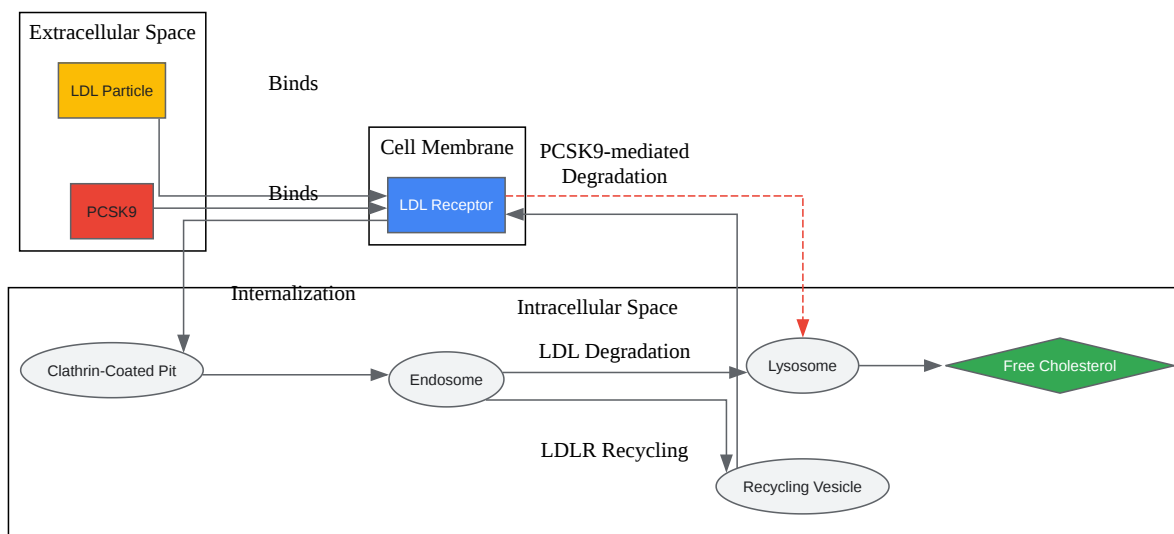 Extracellular Space
LDL Particle
Binds
Cell Membrane
PCSK9-mediated
Degradation
Binds
LDL Receptor
PCSK9
Internalization
Intracellular Space
LDL Degradation
Lysosome
Free Cholesterol
Clathrin-Coated Pit
Endosome
LDLR Recycling
Recycling Vesicle